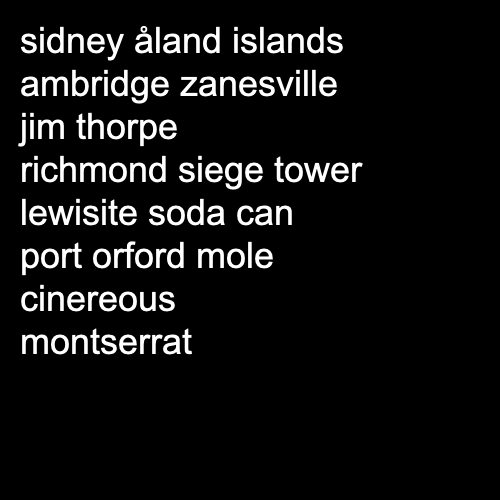 sidney åland islands
ambridge zanesville
jim thorpe
richmond siege tower
lewisite soda can
port orford mole
cinereous
montserrat